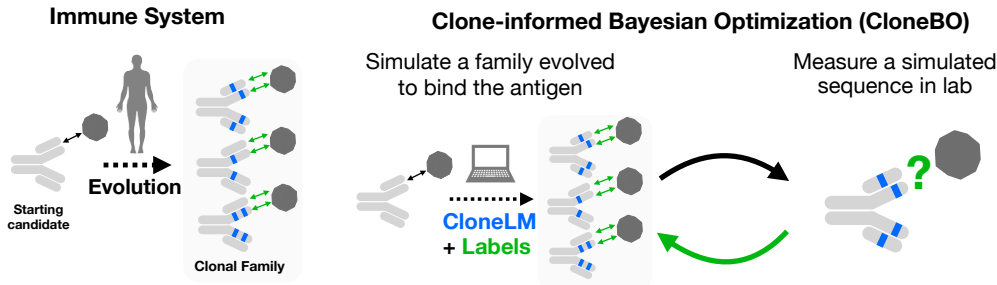 Immune System
Starting
candidate
Evolution
Clonal Family
Clone-informed Bayesian Optimization (CloneBO)
Simulate a family evolved
to bind the antigen
CloneLM
+ Labels
Measure a simulated
sequence in lab
?